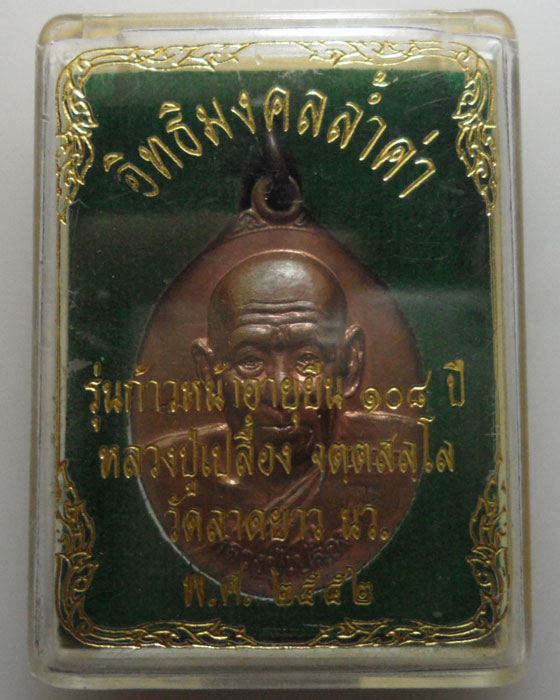 อิทธิมงคลล้ำค่า
รุ่นก้าวหน้าอายุยืน ๑๐๘ ปี
หลวงปู่เปลื้อง จตฺตสลฺโล
วัดลาดยาว นว.
พ.ศ. ๒๕๕๒